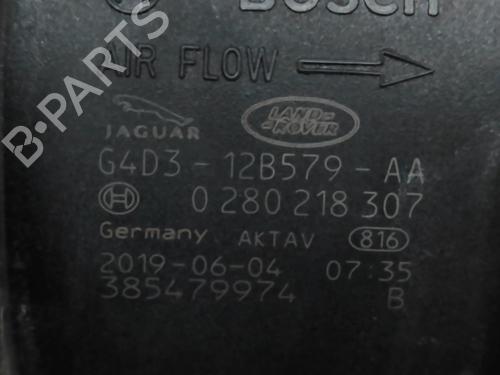 BOSCH
AIR FLOW
JAGUAR
LAND-
ROVER
G4D3-12B579-AA
0 280 218 307
Germany AKTAV 816
2019-06-04 07:35
385479974 B
B-PARTS